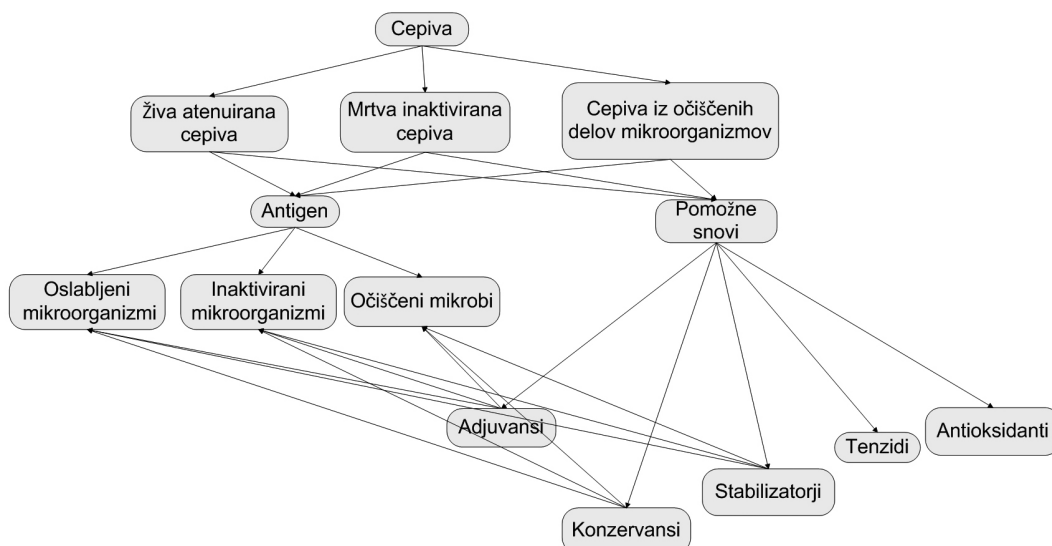 Cepiva
Živa atenuirana
cepiva
Mrtva inaktivirana
cepiva
Cepiva iz očiščenih
delov mikroorganizmov
Antigen
Pomožne
snovi
Oslabljeni
mikroorganizmi
Inaktivirani
mikroorganizmi
Očiščeni mikrobi
Adjuvansi
Tenzidi
Antioksidanti
Stabilizatorji
Konzervansi